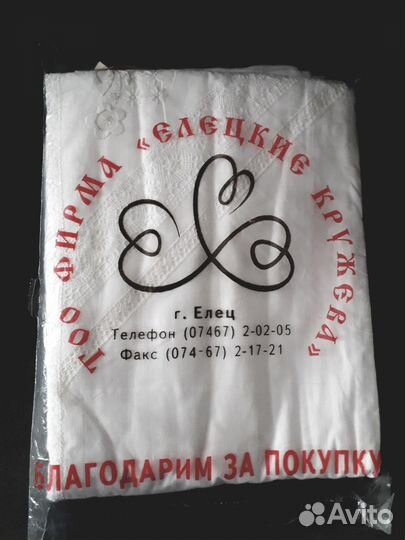 ТОО ФИРМА «ЕЛЕЦКИЕ КРУЖЕВА»
г. Елец
Телефон (07467) 2-02-05
Факс (074-67) 2-17-21
БЛАГОДАРИМ ЗА ПОКУПКУ
Avito